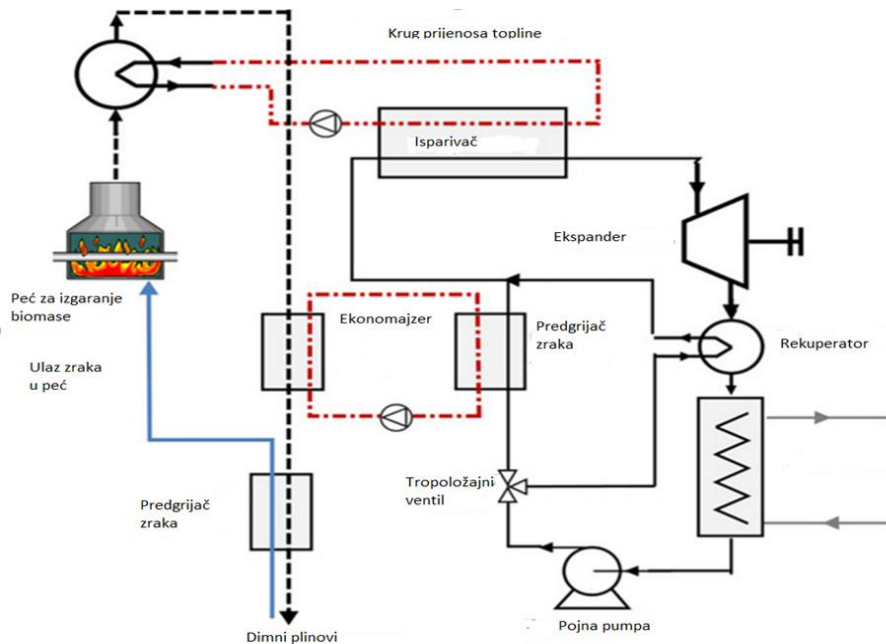 Krug prijenosa topline
Isparivač
Ekspander
Peć za izgaranje
biomase
Ekonomajzer
Predgrijač
zraka
Rekuperator
Ulaz zraka
u peć
Tropoložajni
ventil
Predgrijač
zraka
Dimni plinovi
Pojna pumpa